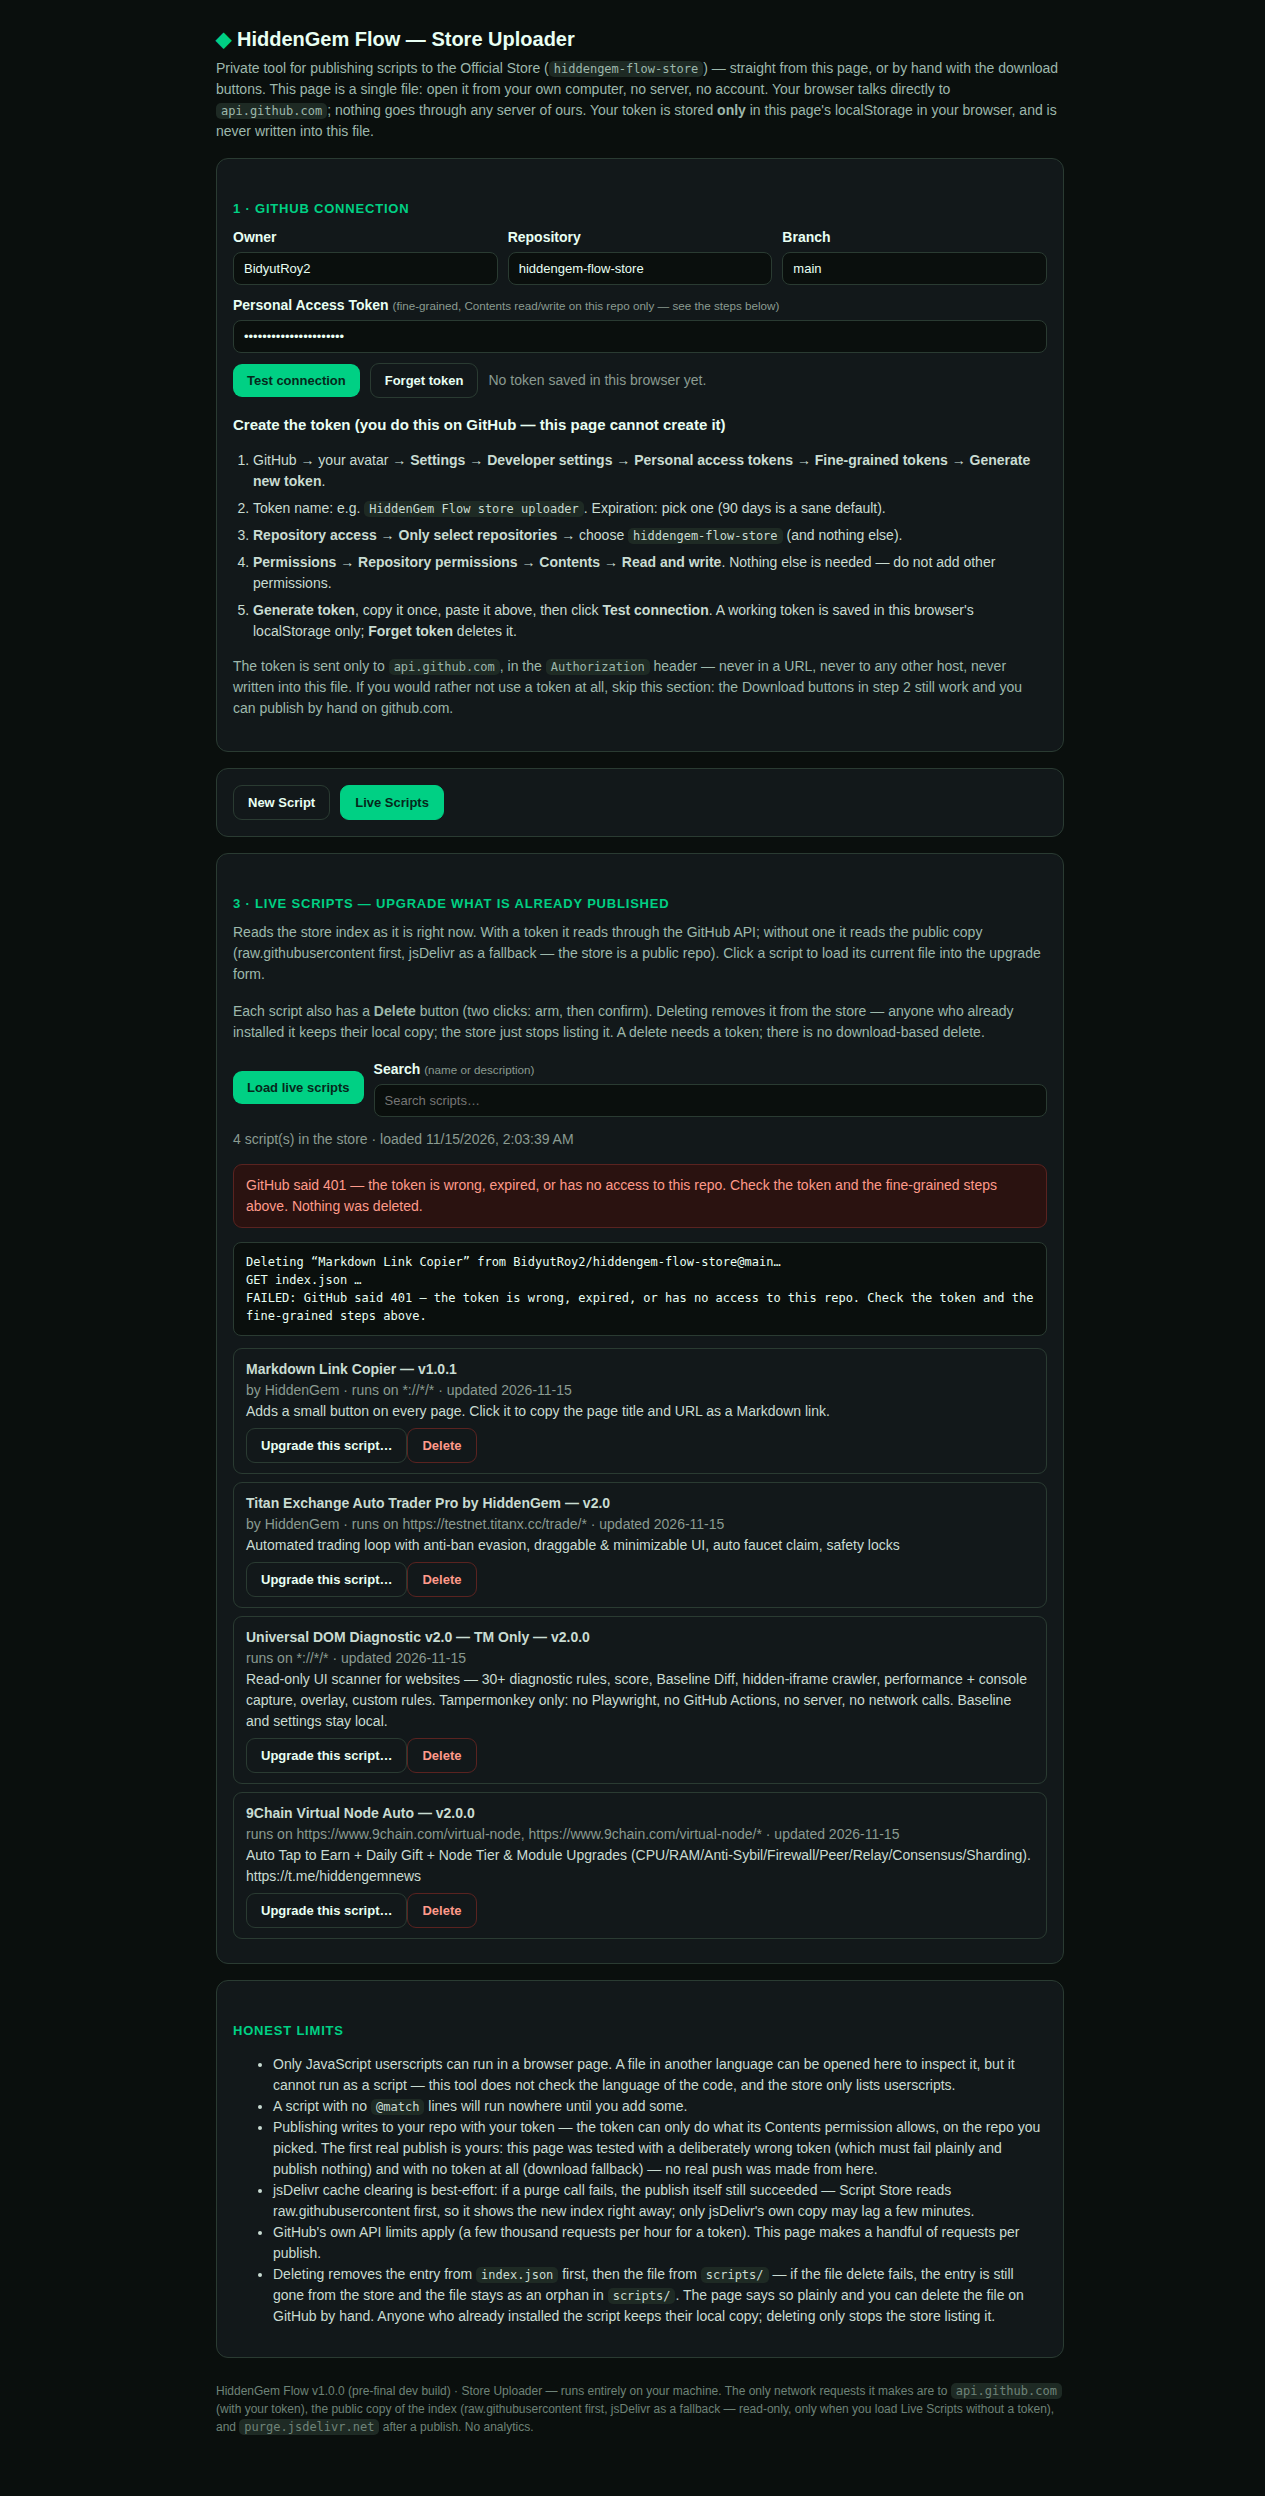 ◆ HiddenGem Flow — Store Uploader
Private tool for publishing scripts to the Official Store (hiddengem-flow-store) — straight from this page, or by hand with the download
buttons. This page is a single file: open it from your own computer, no server, no account. Your browser talks directly to
api.github.com; nothing goes through any server of ours. Your token is stored only in this page's localStorage in your browser, and is
never written into this file.
1 · GITHUB CONNECTION
Owner Repository Branch
BidyutRoy2 hiddengem-flow-store main
Personal Access Token (fine-grained, Contents read/write on this repo only — see the steps below)
••••••••••••••••••••••
Test connection Forget token No token saved in this browser yet.
Create the token (you do this on GitHub — this page cannot create it)
1. GitHub → your avatar → Settings → Developer settings → Personal access tokens → Fine-grained tokens → Generate
new token.
2. Token name: e.g. HiddenGem Flow store uploader. Expiration: pick one (90 days is a sane default).
3. Repository access → Only select repositories → choose hiddengem-flow-store (and nothing else).
4. Permissions → Repository permissions → Contents → Read and write. Nothing else is needed — do not add other
permissions.
5. Generate token, copy it once, paste it above, then click Test connection. A working token is saved in this browser's
localStorage only; Forget token deletes it.
The token is sent only to api.github.com, in the Authorization header — never in a URL, never to any other host, never
written into this file. If you would rather not use a token at all, skip this section: the Download buttons in step 2 still work and you
can publish by hand on github.com.
New Script Live Scripts
3 · LIVE SCRIPTS — UPGRADE WHAT IS ALREADY PUBLISHED
Reads the store index as it is right now. With a token it reads through the GitHub API; without one it reads the public copy
(raw.githubusercontent first, jsDelivr as a fallback — the store is a public repo). Click a script to load its current file into the upgrade
form.
Each script also has a Delete button (two clicks: arm, then confirm). Deleting removes it from the store — anyone who already
installed it keeps their local copy; the store just stops listing it. A delete needs a token; there is no download-based delete.
Load live scripts Search (name or description)
Search scripts…
4 script(s) in the store · loaded 11/15/2026, 2:03:39 AM
GitHub said 401 — the token is wrong, expired, or has no access to this repo. Check the token and the fine-grained steps
above. Nothing was deleted.
Deleting “Markdown Link Copier” from BidyutRoy2/hiddengem-flow-store@main…
GET index.json …
FAILED: GitHub said 401 — the token is wrong, expired, or has no access to this repo. Check the token and the
fine-grained steps above.
Markdown Link Copier — v1.0.1
by HiddenGem · runs on *://*/* · updated 2026-11-15
Adds a small button on every page. Click it to copy the page title and URL as a Markdown link.
Upgrade this script… Delete
Titan Exchange Auto Trader Pro by HiddenGem — v2.0
by HiddenGem · runs on https://testnet.titanx.cc/trade/* · updated 2026-11-15
Automated trading loop with anti-ban evasion, draggable & minimizable UI, auto faucet claim, safety locks
Upgrade this script… Delete
Universal DOM Diagnostic v2.0 — TM Only — v2.0.0
runs on *://*/* · updated 2026-11-15
Read-only UI scanner for websites — 30+ diagnostic rules, score, Baseline Diff, hidden-iframe crawler, performance + console
capture, overlay, custom rules. Tampermonkey only: no Playwright, no GitHub Actions, no server, no network calls. Baseline
and settings stay local.
Upgrade this script… Delete
9Chain Virtual Node Auto — v2.0.0
runs on https://www.9chain.com/virtual-node, https://www.9chain.com/virtual-node/* · updated 2026-11-15
Auto Tap to Earn + Daily Gift + Node Tier & Module Upgrades (CPU/RAM/Anti-Sybil/Firewall/Peer/Relay/Consensus/Sharding).
https://t.me/hiddengemnews
Upgrade this script… Delete
HONEST LIMITS
• Only JavaScript userscripts can run in a browser page. A file in another language can be opened here to inspect it, but it
cannot run as a script — this tool does not check the language of the code, and the store only lists userscripts.
• A script with no @match lines will run nowhere until you add some.
• Publishing writes to your repo with your token — the token can only do what its Contents permission allows, on the repo you
picked. The first real publish is yours: this page was tested with a deliberately wrong token (which must fail plainly and
publish nothing) and with no token at all (download fallback) — no real push was made from here.
• jsDelivr cache clearing is best-effort: if a purge call fails, the publish itself still succeeded — Script Store reads
raw.githubusercontent first, so it shows the new index right away; only jsDelivr's own copy may lag a few minutes.
• GitHub's own API limits apply (a few thousand requests per hour for a token). This page makes a handful of requests per
publish.
• Deleting removes the entry from index.json first, then the file from scripts/ — if the file delete fails, the entry is still
gone from the store and the file stays as an orphan in scripts/. The page says so plainly and you can delete the file on
GitHub by hand. Anyone who already installed the script keeps their local copy; deleting only stops the store listing it.
HiddenGem Flow v1.0.0 (pre-final dev build) · Store Uploader — runs entirely on your machine. The only network requests it makes are to api.github.com
(with your token), the public copy of the index (raw.githubusercontent first, jsDelivr as a fallback — read-only, only when you load Live Scripts without a token),
and purge.jsdelivr.net after a publish. No analytics.